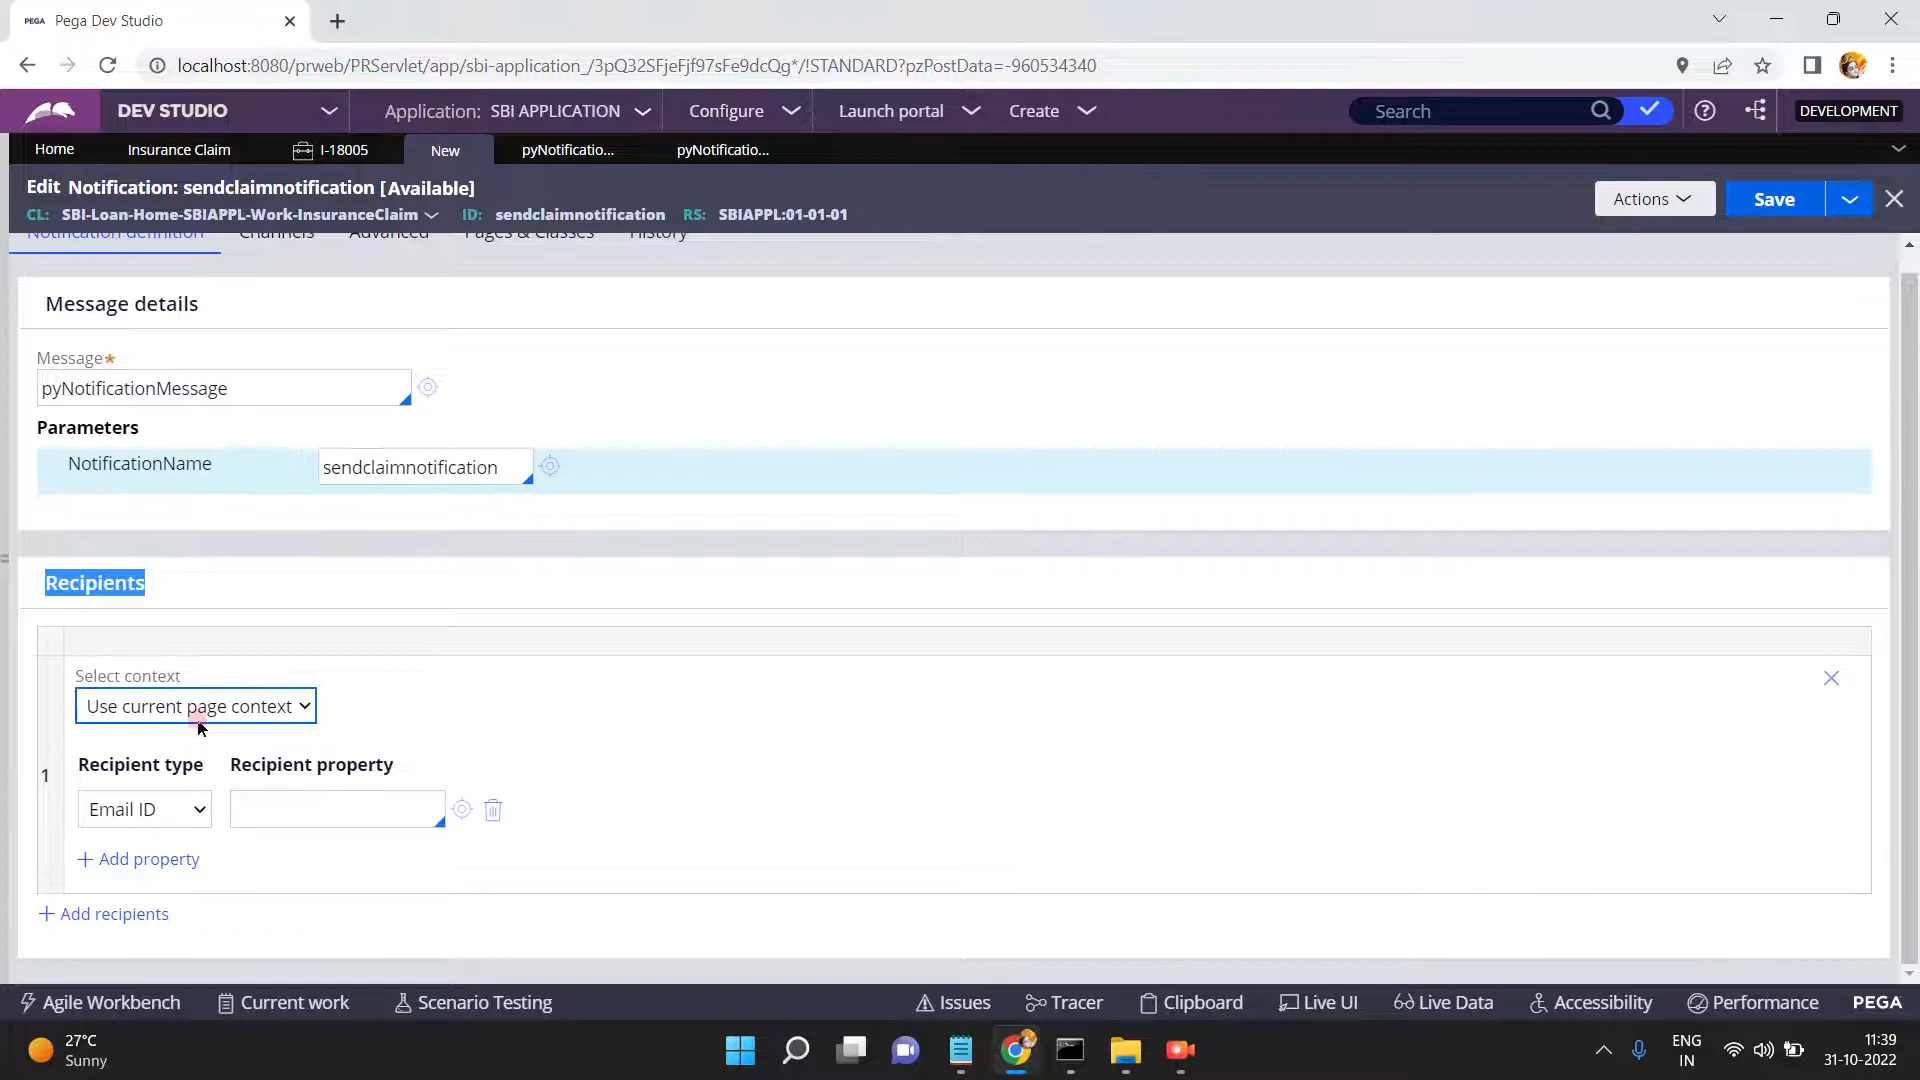 PEGA Pega Dev Studio
localhost:8080/prweb/PRServlet/app/sbi-application_/3pQ32SFjeFjf97sFe9dcQg*/!STANDARD?pzPostData=-960534340
DEV STUDIO Application: SBI APPLICATION Configure Launch portal Create Search DEVELOPMENT
Home Insurance Claim I-18005 New pyNotificatio... pyNotificatio...
Edit Notification: sendclaimnotification [Available]
CL: SBI-Loan-Home-SBIAPPL-Work-InsuranceClaim ID: sendclaimnotification RS: SBIAPPL:01-01-01
Actions Save
Notification definition Channels Advanced Pages & Classes History
Message details
Message*
pyNotificationMessage
Parameters
NotificationName sendclaimnotification
Recipients
Select context
Use current page context
Recipient type Recipient property
1
Email ID
+ Add property
+ Add recipients
Agile Workbench Current work Scenario Testing Issues Tracer Clipboard Live UI Live Data Accessibility Performance PEGA
27°C
Sunny
ENG
IN
11:39
31-10-2022